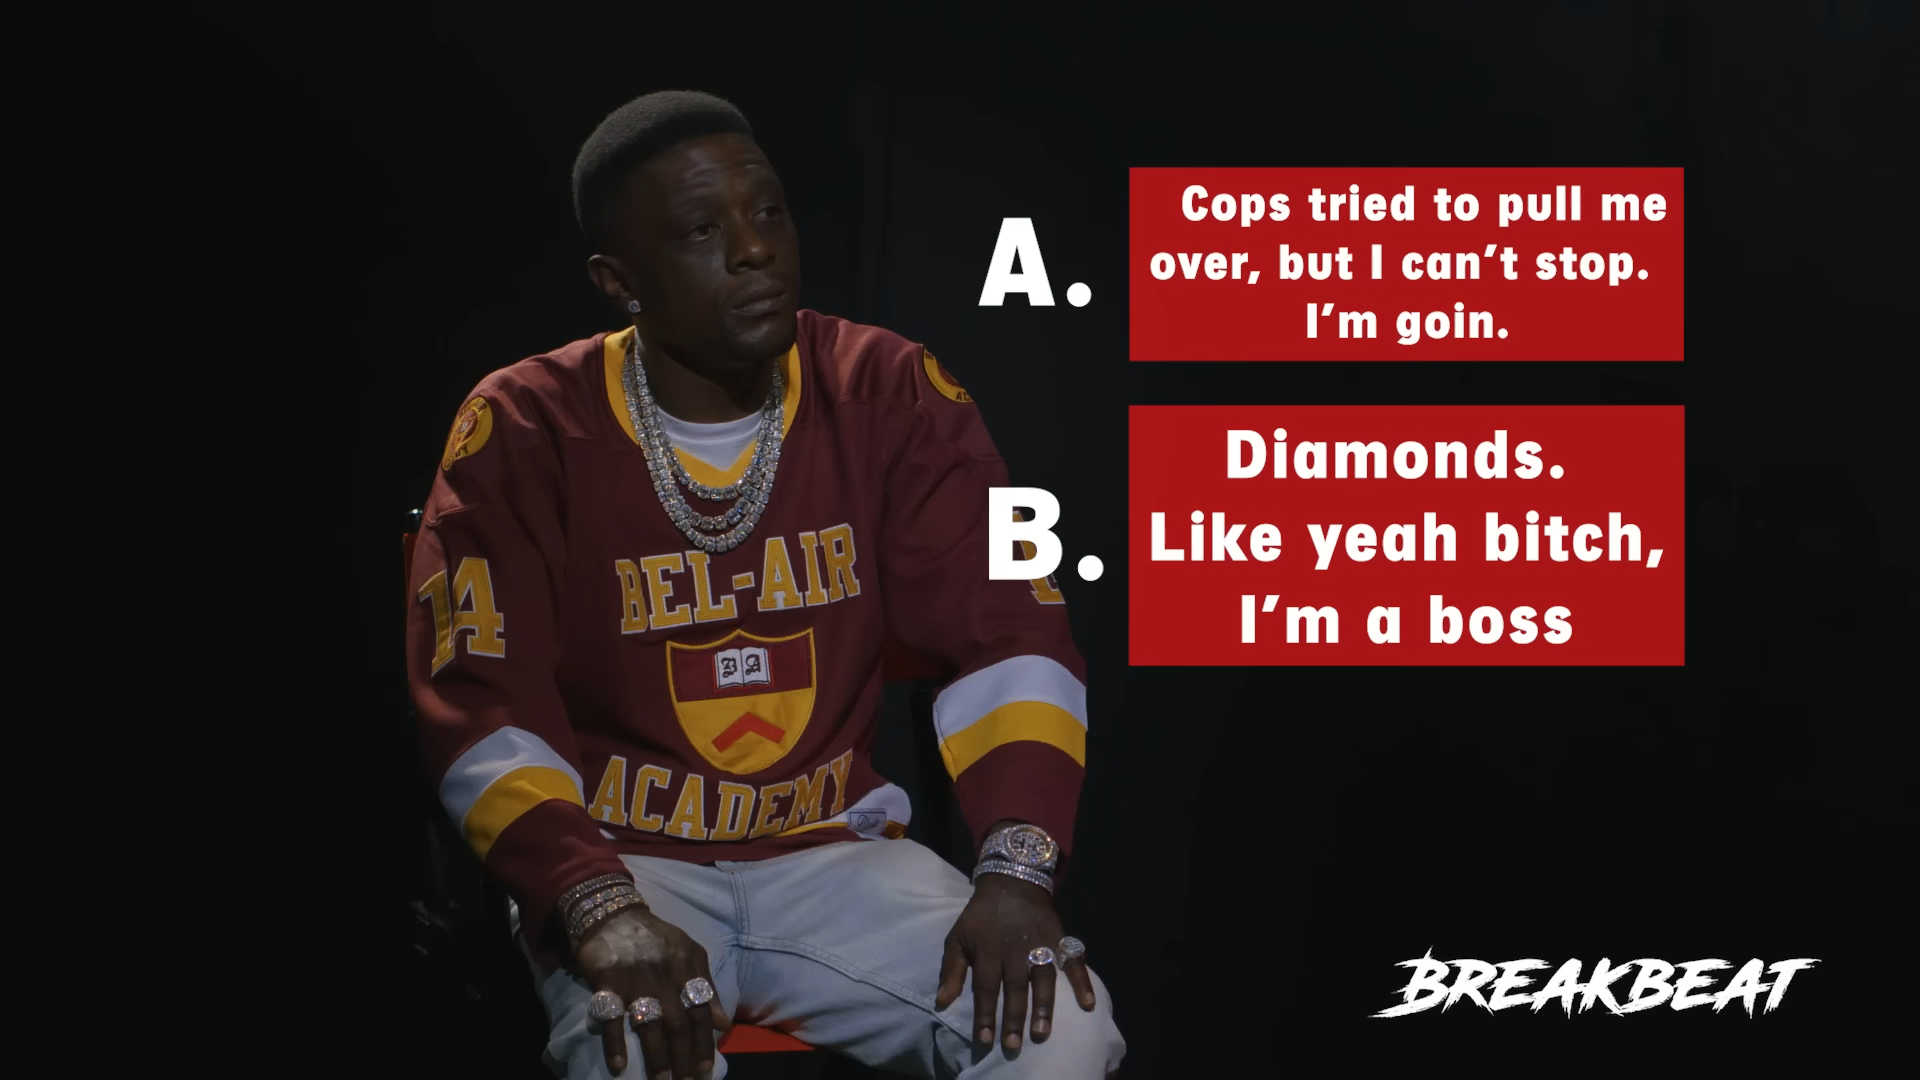 A.
Cops tried to pull me
over, but I can't stop.
I'm goin.
B.
Diamonds.
Like yeah bitch,
I'm a boss
14
BEL-AIR
BA
ACADEMY
BREAKBEAT